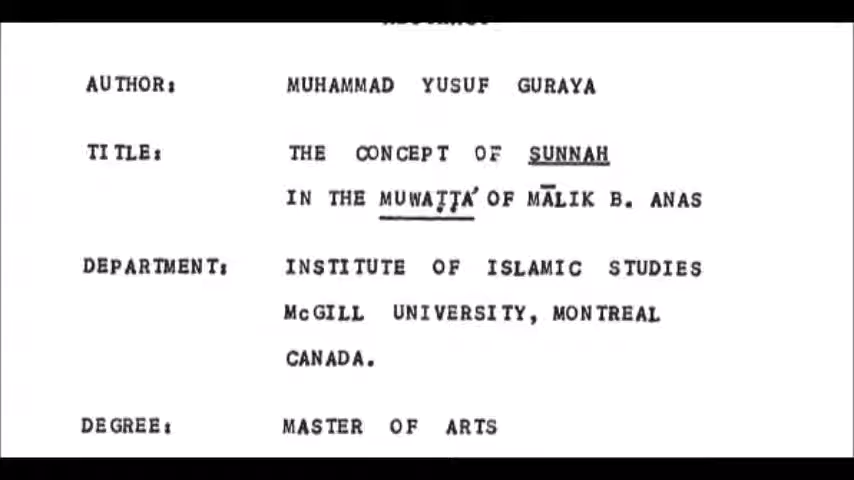 AUTHOR: MUHAMMAD YUSUF GURAYA
TITLE: THE CONCEPT OF SUNNAH
IN THE MUWAṬṬAʾ OF MĀLIK B. ANAS
DEPARTMENT: INSTITUTE OF ISLAMIC STUDIES
McGILL UNIVERSITY, MONTREAL
CANADA.
DEGREE: MASTER OF ARTS